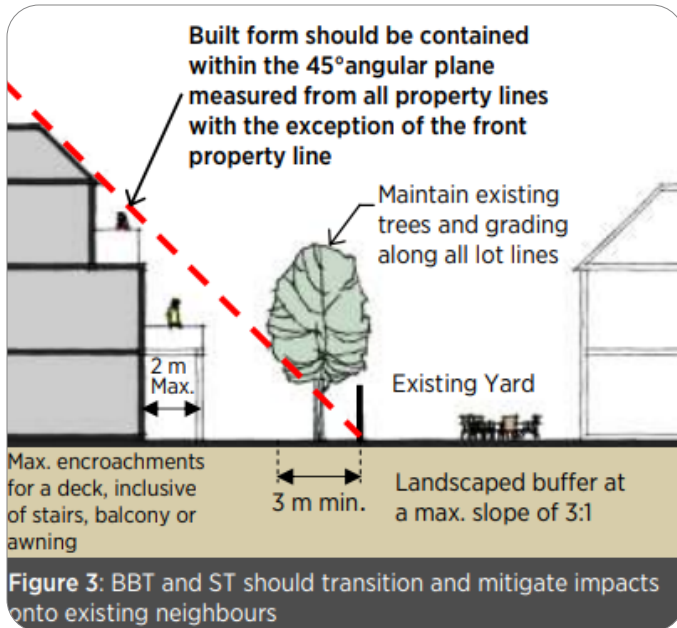 Built form should be contained
within the 45°angular plane
measured from all property lines
with the exception of the front
property line
Maintain existing
trees and grading
along all lot lines
2 m
Max.
Existing Yard
Max. encroachments
for a deck, inclusive
of stairs, balcony or
awning
3 m min.
Landscaped buffer at
a max. slope of 3:1
Figure 3: BBT and ST should transition and mitigate impacts
onto existing neighbours